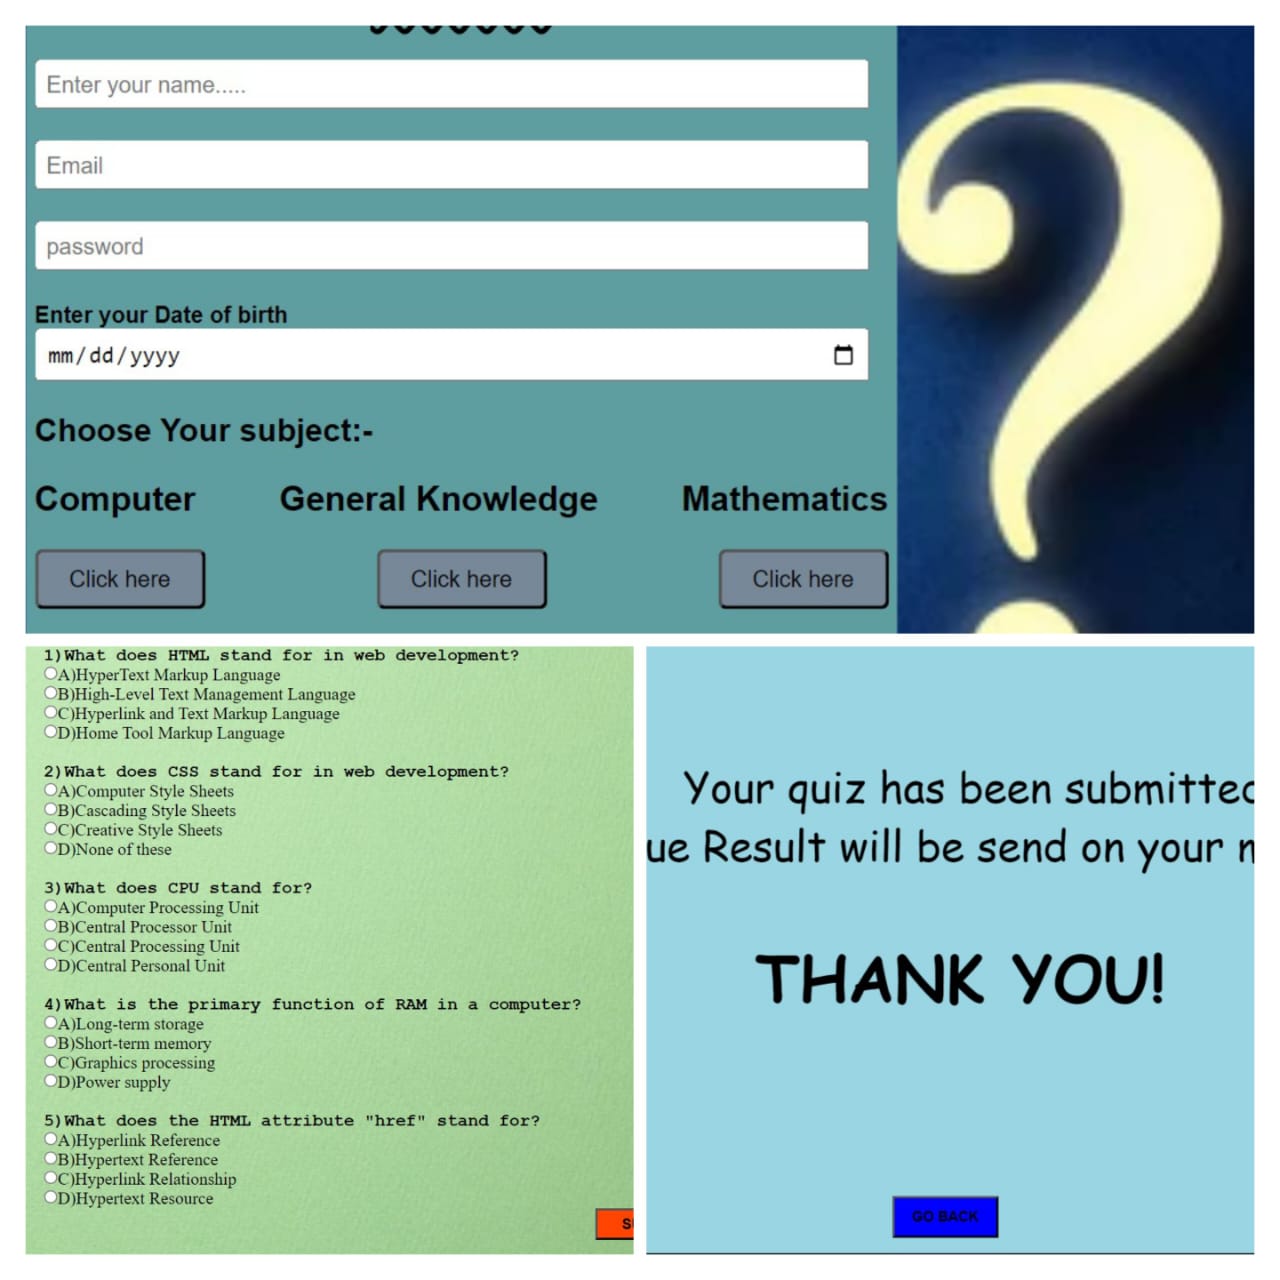 Enter your name.....
Email
password
Enter your Date of birth
mm/dd/yyyy
Choose Your subject:-
Computer General Knowledge Mathematics
Click here Click here Click here
1)What does HTML stand for in web development?
A)HyperText Markup Language
B)High-Level Text Management Language
C)Hyperlink and Text Markup Language
D)Home Tool Markup Language
2)What does CSS stand for in web development?
A)Computer Style Sheets
B)Cascading Style Sheets
C)Creative Style Sheets
D)None of these
3)What does CPU stand for?
A)Computer Processing Unit
B)Central Processor Unit
C)Central Processing Unit
D)Central Personal Unit
4)What is the primary function of RAM in a computer?
A)Long-term storage
B)Short-term memory
C)Graphics processing
D)Power supply
5)What does the HTML attribute "href" stand for?
A)Hyperlink Reference
B)Hypertext Reference
C)Hyperlink Relationship
D)Hypertext Resource
Your quiz has been submitted
ue Result will be send on your
THANK YOU!
GO BACK